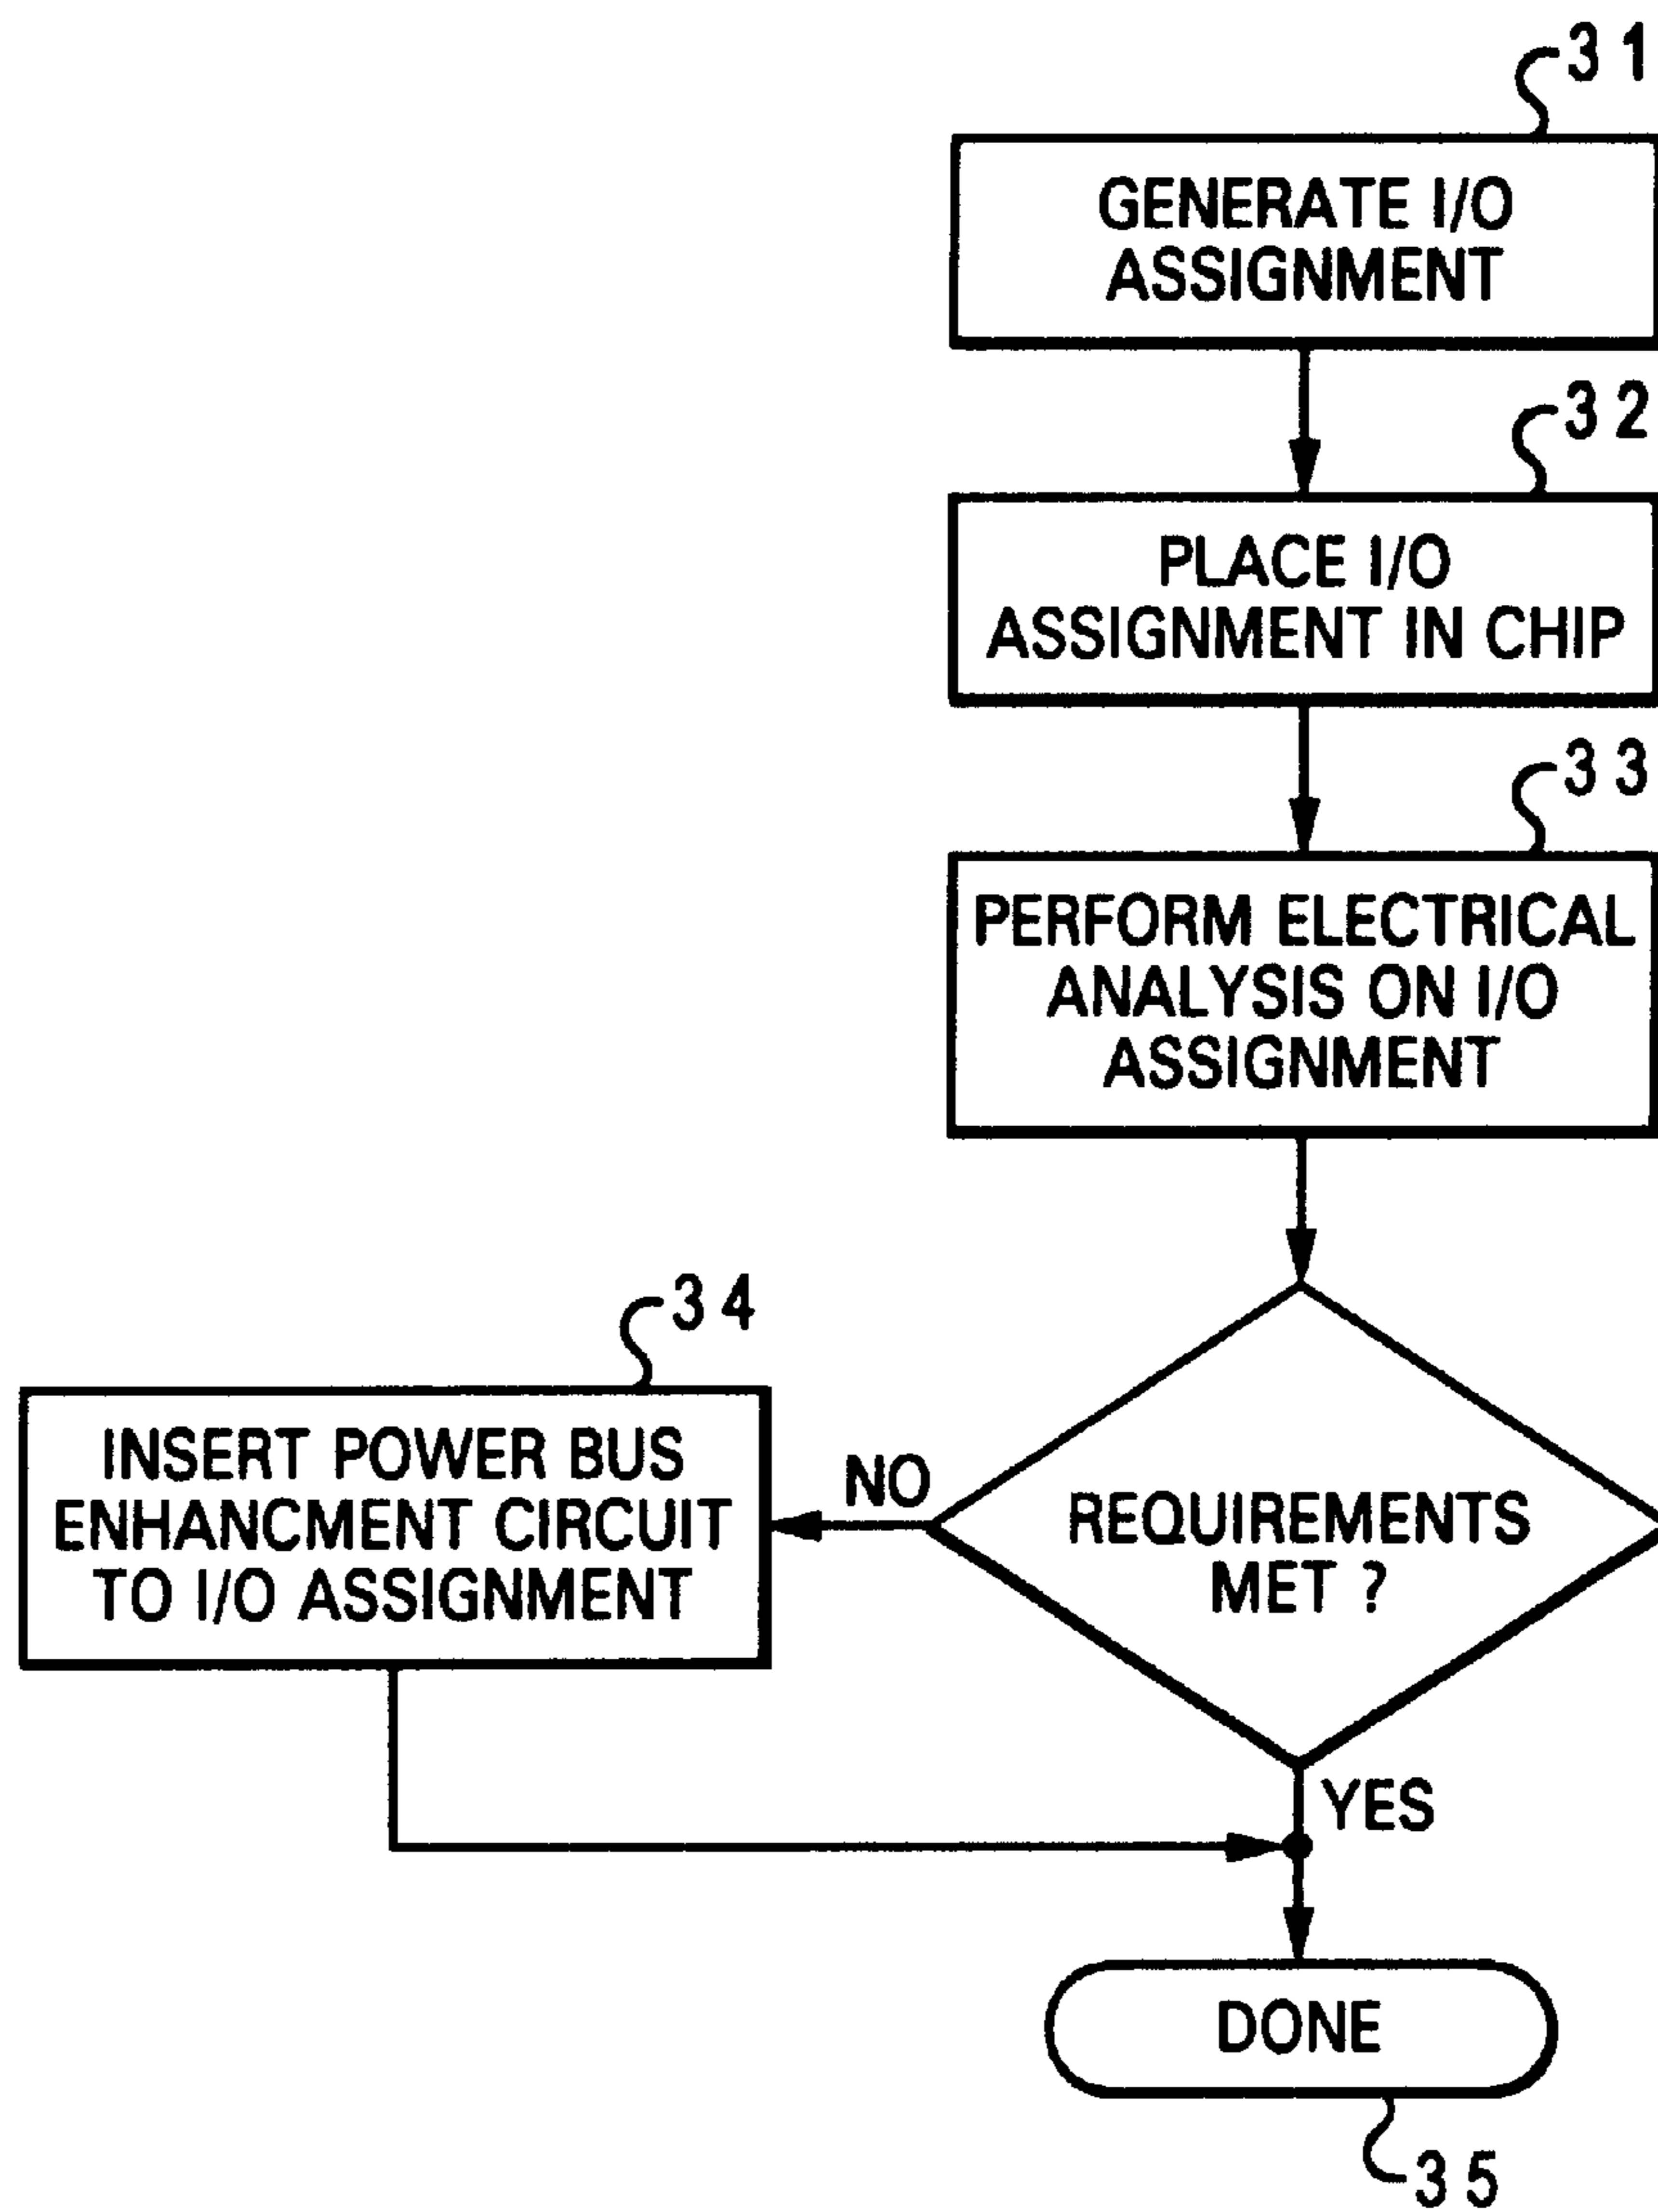 31
GENERATE I/O
ASSIGNMENT
32
PLACE I/O
ASSIGNMENT IN CHIP
33
PERFORM ELECTRICAL
ANALYSIS ON I/O
ASSIGNMENT
34
INSERT POWER BUS
ENHANCMENT CIRCUIT
TO I/O ASSIGNMENT
NO
REQUIREMENTS
MET ?
YES
DONE
35